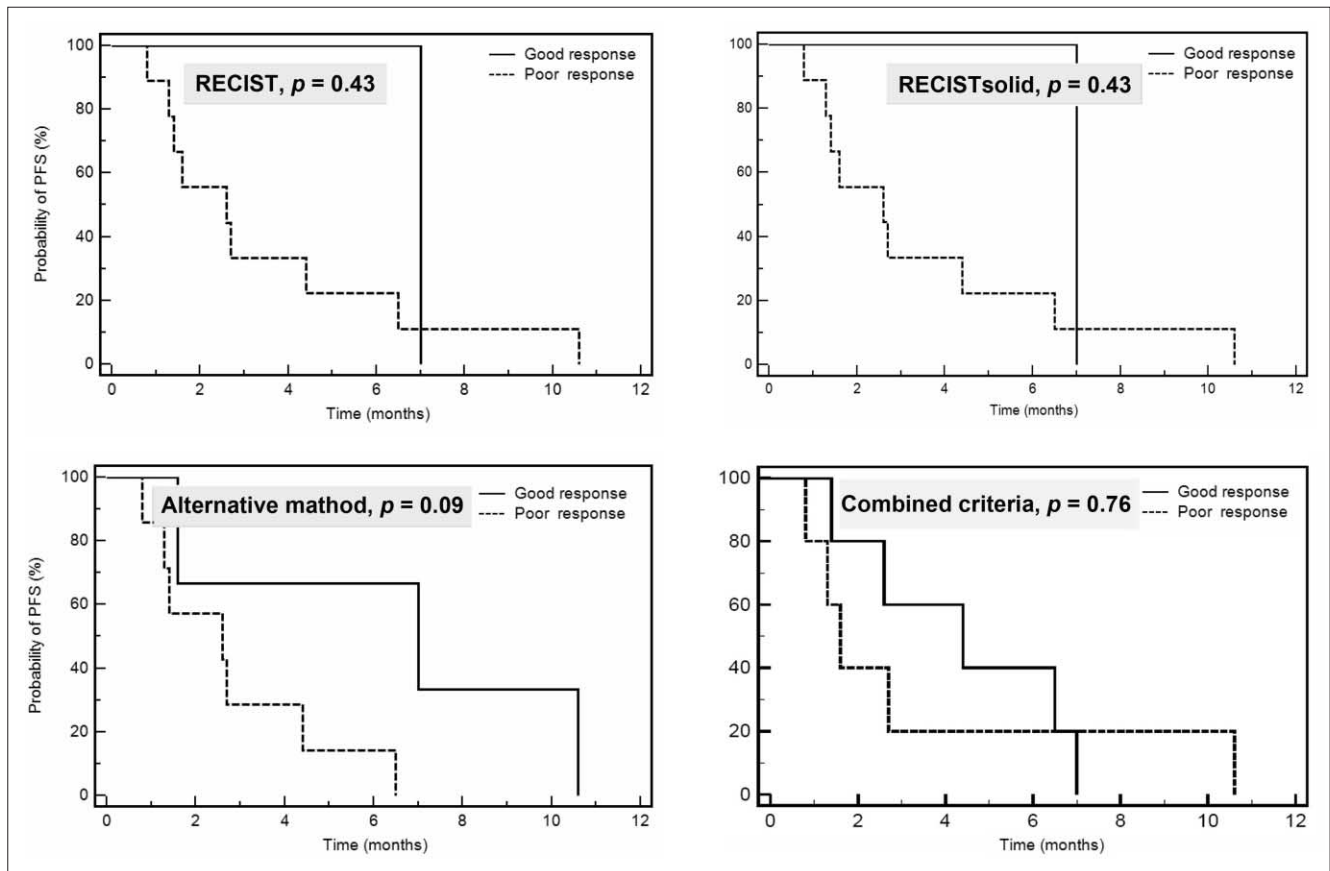 100
80
60
40
20
0
Probability of PFS (%)
RECIST, p = 0.43
Good response
Poor response
0 2 4 6 8 10 12
Time (months)
100
80
60
40
20
0
RECISTsolid, p = 0.43
Good response
Poor response
0 2 4 6 8 10 12
Time (months)
100
80
60
40
20
0
Probability of PFS (%)
Alternative mathod, p = 0.09
Good response
Poor response
0 2 4 6 8 10 12
Time (months)
100
80
60
40
20
0
Combined criteria, p = 0.76
Good response
Poor response
0 2 4 6 8 10 12
Time (months)